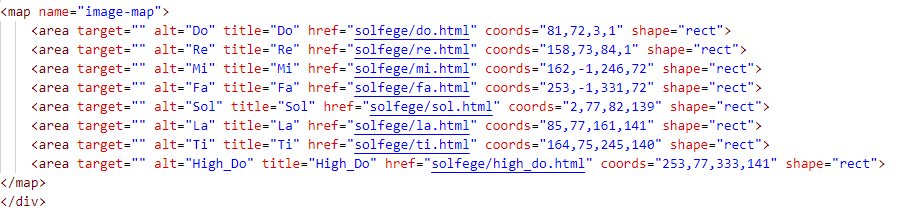 <map name="image-map">
<area target="" alt="Do" title="Do" href="solfege/do.html" coords="81,72,3,1" shape="rect">
<area target="" alt="Re" title="Re" href="solfege/re.html" coords="158,73,84,1" shape="rect">
<area target="" alt="Mi" title="Mi" href="solfege/mi.html" coords="162,-1,246,72" shape="rect">
<area target="" alt="Fa" title="Fa" href="solfege/fa.html" coords="253,-1,331,72" shape="rect">
<area target="" alt="Sol" title="Sol" href="solfege/sol.html" coords="2,77,82,139" shape="rect">
<area target="" alt="La" title="La" href="solfege/la.html" coords="85,77,161,141" shape="rect">
<area target="" alt="Ti" title="Ti" href="solfege/ti.html" coords="164,75,245,140" shape="rect">
<area target="" alt="High_Do" title="High_Do" href="solfege/high_do.html" coords="253,77,333,141" shape="rect">
</map>
</div>